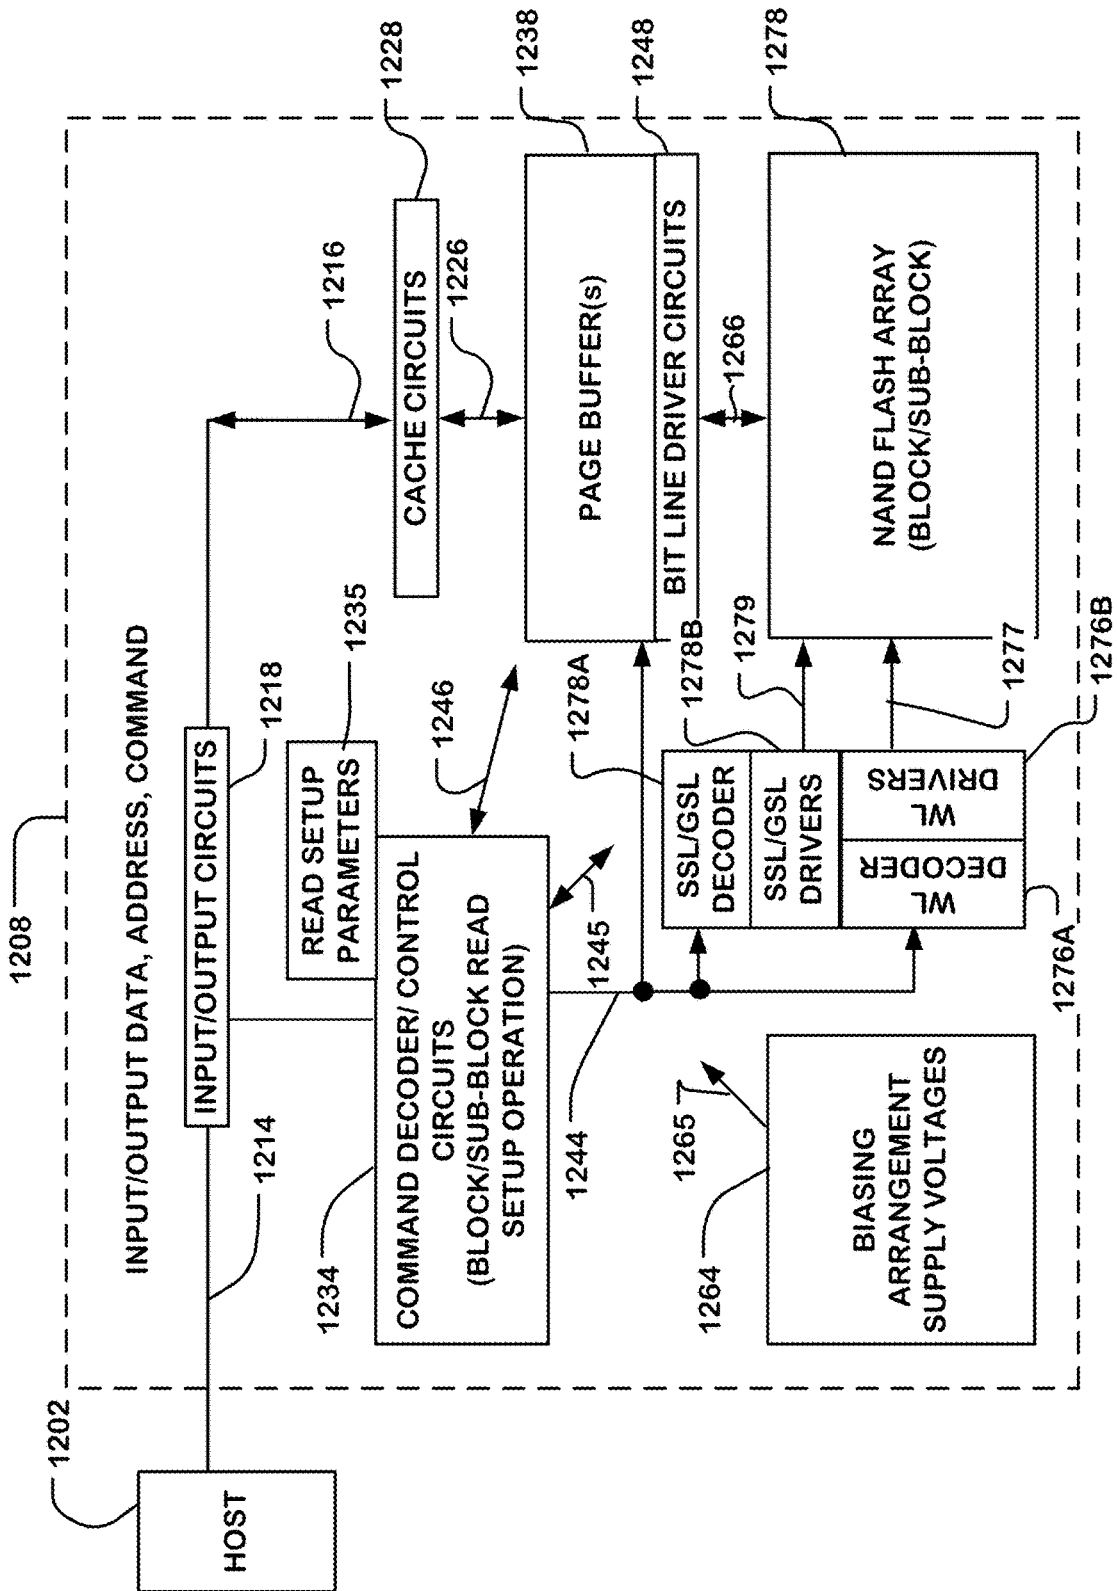 1208
1202
HOST
INPUT/OUTPUT DATA, ADDRESS, COMMAND
1214
INPUT/OUTPUT CIRCUITS
1218
1216
1228
CACHE CIRCUITS
1226
1234
READ SETUP
PARAMETERS
1235
COMMAND DECODER/ CONTROL
CIRCUITS
(BLOCK/SUB-BLOCK READ
SETUP OPERATION)
1246
1245
1244
1238
PAGE BUFFER(s)
1248
BIT LINE DRIVER CIRCUITS
1266
1264
1265
BIASING
ARRANGEMENT
SUPPLY VOLTAGES
1278A
SSL/GSL
DECODER
1278B
SSL/GSL
DRIVERS
1279
WL
DECODER
WL
DRIVERS
1276A
1276B
1277
1278
NAND FLASH ARRAY
(BLOCK/SUB-BLOCK)